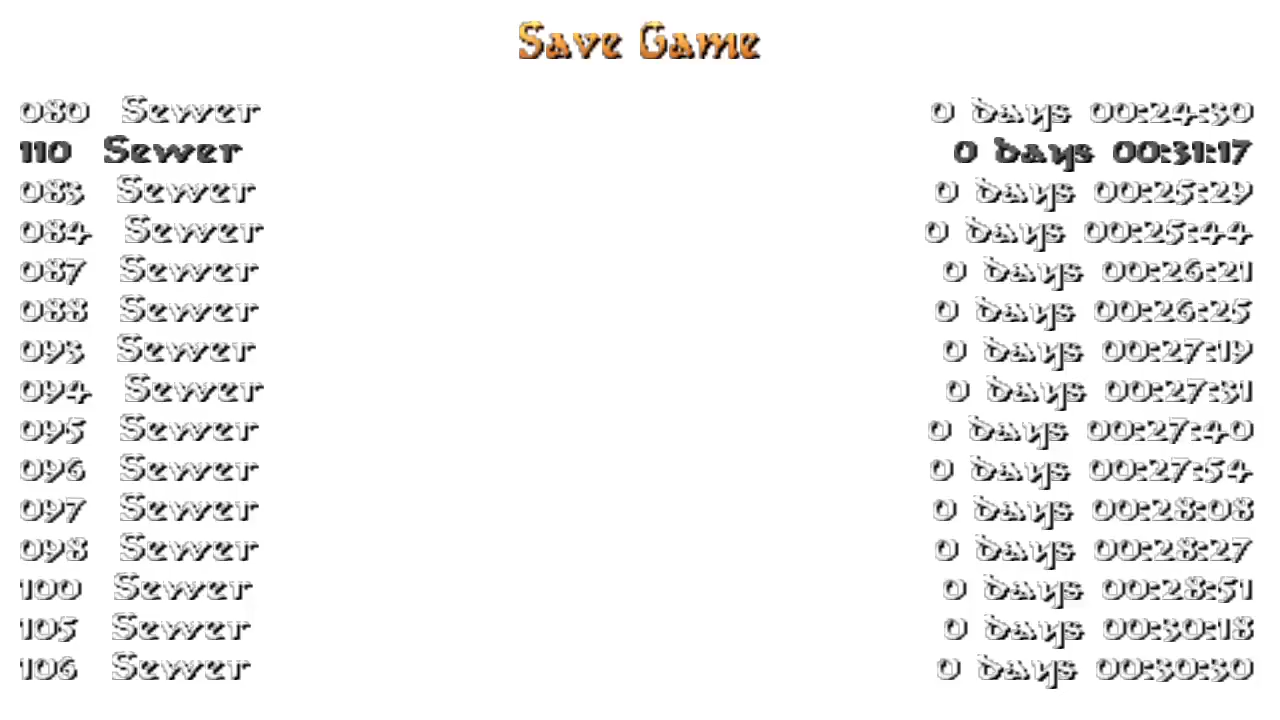 Save Game
080 Sewer 0 days 00:24:30
110 Sewer 0 days 00:31:17
083 Sewer 0 days 00:25:29
084 Sewer 0 days 00:25:44
087 Sewer 0 days 00:26:21
088 Sewer 0 days 00:26:25
093 Sewer 0 days 00:27:19
094 Sewer 0 days 00:27:31
095 Sewer 0 days 00:27:40
096 Sewer 0 days 00:27:54
097 Sewer 0 days 00:28:08
098 Sewer 0 days 00:28:27
100 Sewer 0 days 00:28:51
105 Sewer 0 days 00:30:18
106 Sewer 0 days 00:30:30